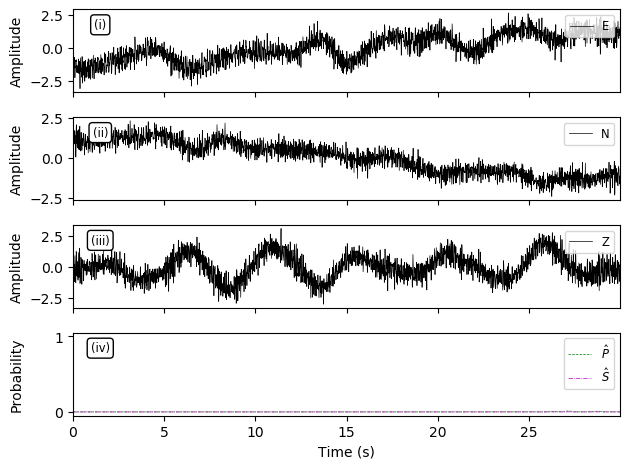 Amplitude
2.5
0.0
−2.5
(i)
E
Amplitude
2.5
0.0
−2.5
(ii)
N
Amplitude
2.5
0.0
−2.5
(iii)
Z
Probability
1
0
(iv)
P̂
Ŝ
0 5 10 15 20 25
Time (s)